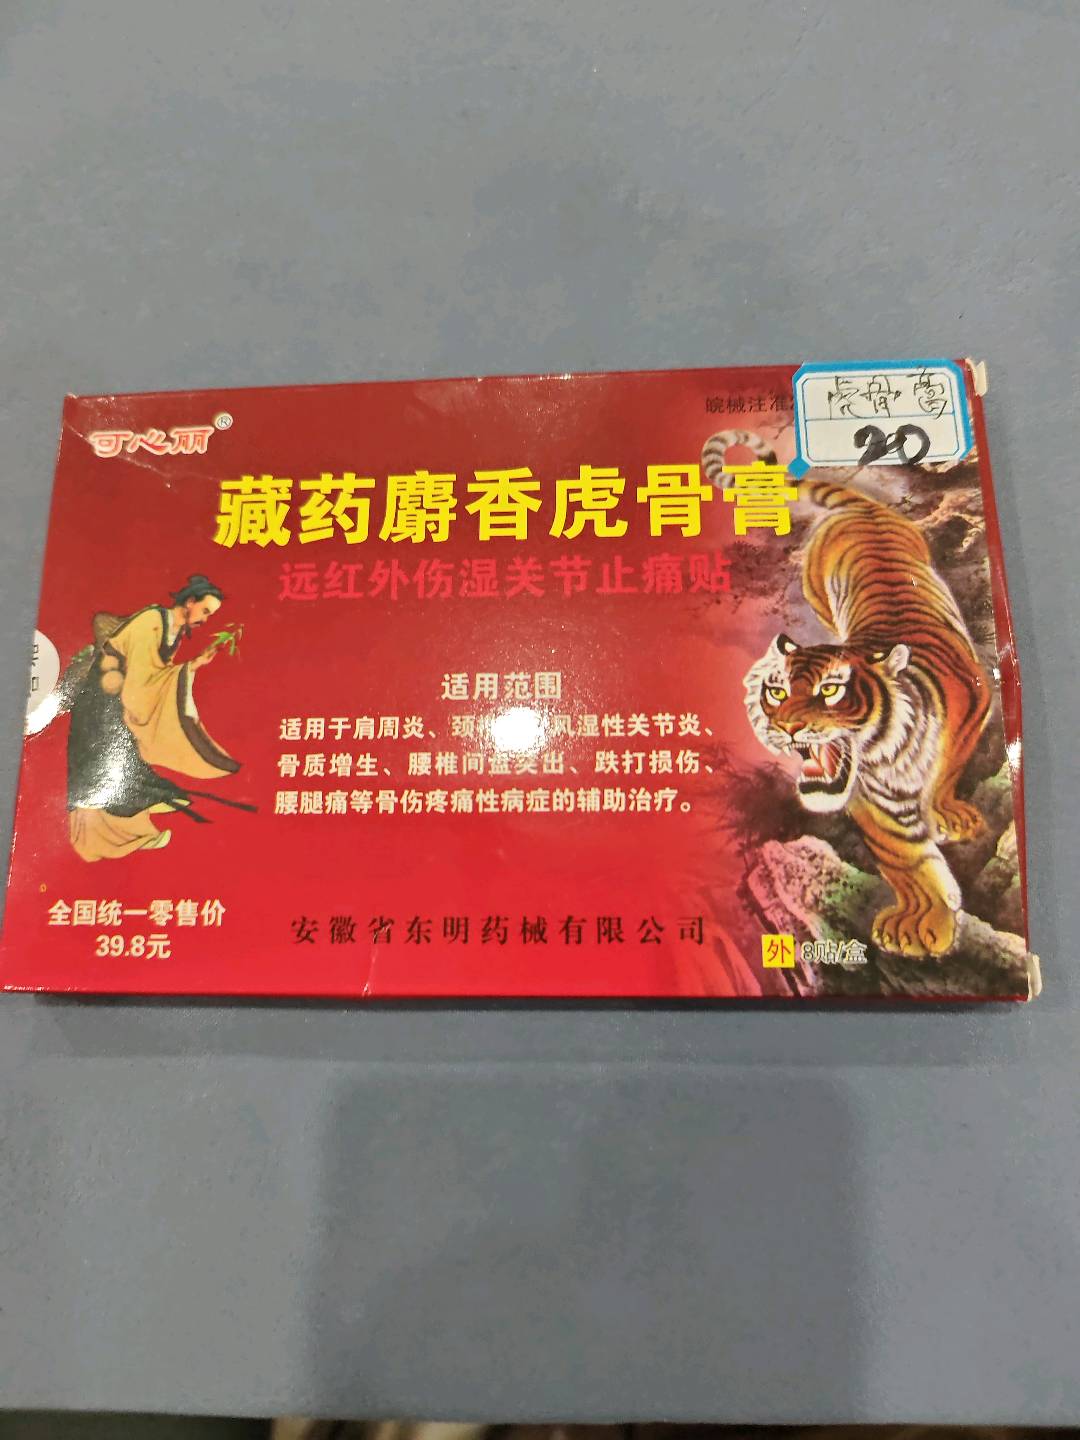 可心丽®
皖械注准
虎骨膏
20
藏药麝香虎骨膏
远红外伤湿关节止痛贴
适用范围
适用于肩周炎、颈 风湿性关节炎、
骨质增生、腰椎间盘突出、跌打损伤、
腰腿痛等骨伤疼痛性病症的辅助治疗。
全国统一零售价
39.8元
安徽省东明药械有限公司
外 8贴/盒